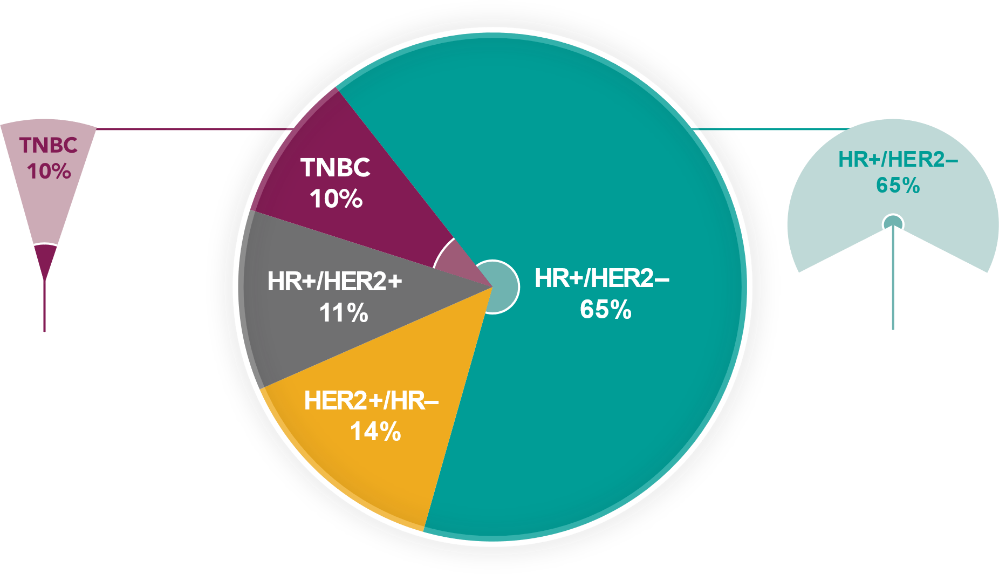 TNBC
10%
TNBC
10%
HR+/HER2+
11%
HER2+/HR–
14%
HR+/HER2–
65%
HR+/HER2–
65%